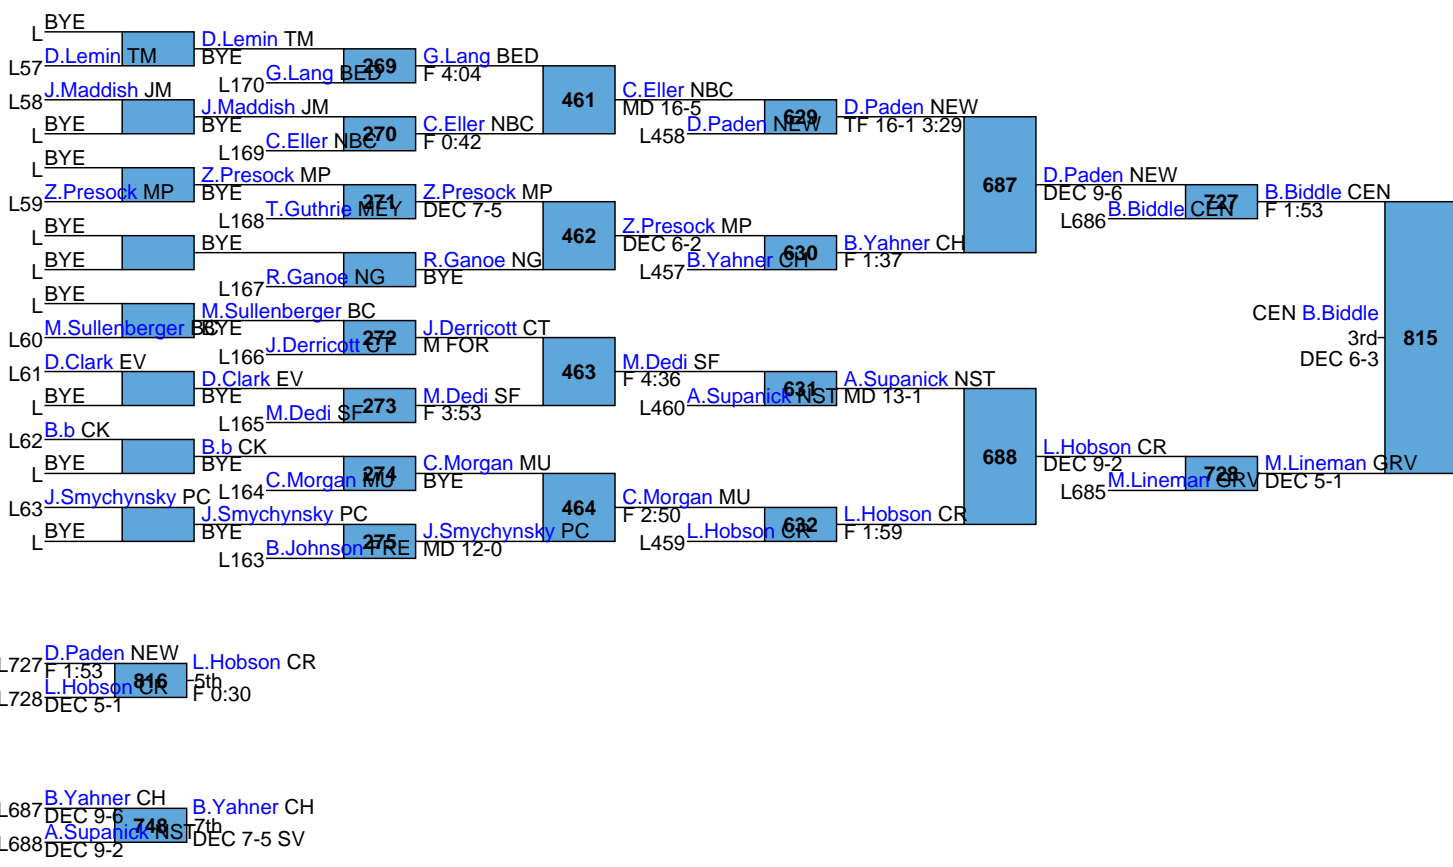 BYE
L
D.Lemin TM
L57
D.Lemin TM
BYE
269
G.Lang BED
L170
G.Lang BED
F 4:04
J.Maddish JM
L58
BYE
L
J.Maddish JM
BYE
270
C.Eller NBC
L169
C.Eller NBC
F 0:42
461
C.Eller NBC
MD 16-5
629
D.Paden NEW
L458
D.Paden NEW
TF 16-1 3:29
BYE
L
Z.Presock MP
L59
Z.Presock MP
BYE
271
T.Guthrie MEY
L168
Z.Presock MP
DEC 7-5
BYE
L
BYE
L
BYE
R.Ganoe NG
L167
R.Ganoe NG
BYE
462
Z.Presock MP
DEC 6-2
630
B.Yahner CH
L457
B.Yahner CH
F 1:37
687
D.Paden NEW
DEC 9-6
727
B.Biddle CEN
L686
B.Biddle CEN
F 1:53
BYE
L
M.Sullenberger BC
L60
M.Sullenberger BC
BYE
272
J.Derricott CT
L166
J.Derricott CT
M FOR
D.Clark EV
L61
BYE
L
D.Clark EV
BYE
273
M.Dedi SF
L165
M.Dedi SF
F 3:53
463
M.Dedi SF
F 4:36
631
A.Supanick NST
L460
A.Supanick NST
MD 13-1
B.b CK
L62
BYE
L
B.b CK
BYE
274
C.Morgan MU
L164
C.Morgan MU
BYE
J.Smychynsky PC
L63
BYE
L
J.Smychynsky PC
BYE
275
B.Johnson FRE
L163
J.Smychynsky PC
MD 12-0
464
C.Morgan MU
F 2:50
632
L.Hobson CR
L459
L.Hobson CR
F 1:59
688
L.Hobson CR
DEC 9-2
728
M.Lineman GRV
L685
M.Lineman GRV
DEC 5-1
CEN B.Biddle
3rd
DEC 6-3
815
D.Paden NEW
L727
F 1:53
816
L.Hobson CR
L728
DEC 5-1
L.Hobson CR
5th
F 0:30
B.Yahner CH
L687
DEC 9-6
748
A.Supanick NST
L688
DEC 9-2
B.Yahner CH
7th
DEC 7-5 SV